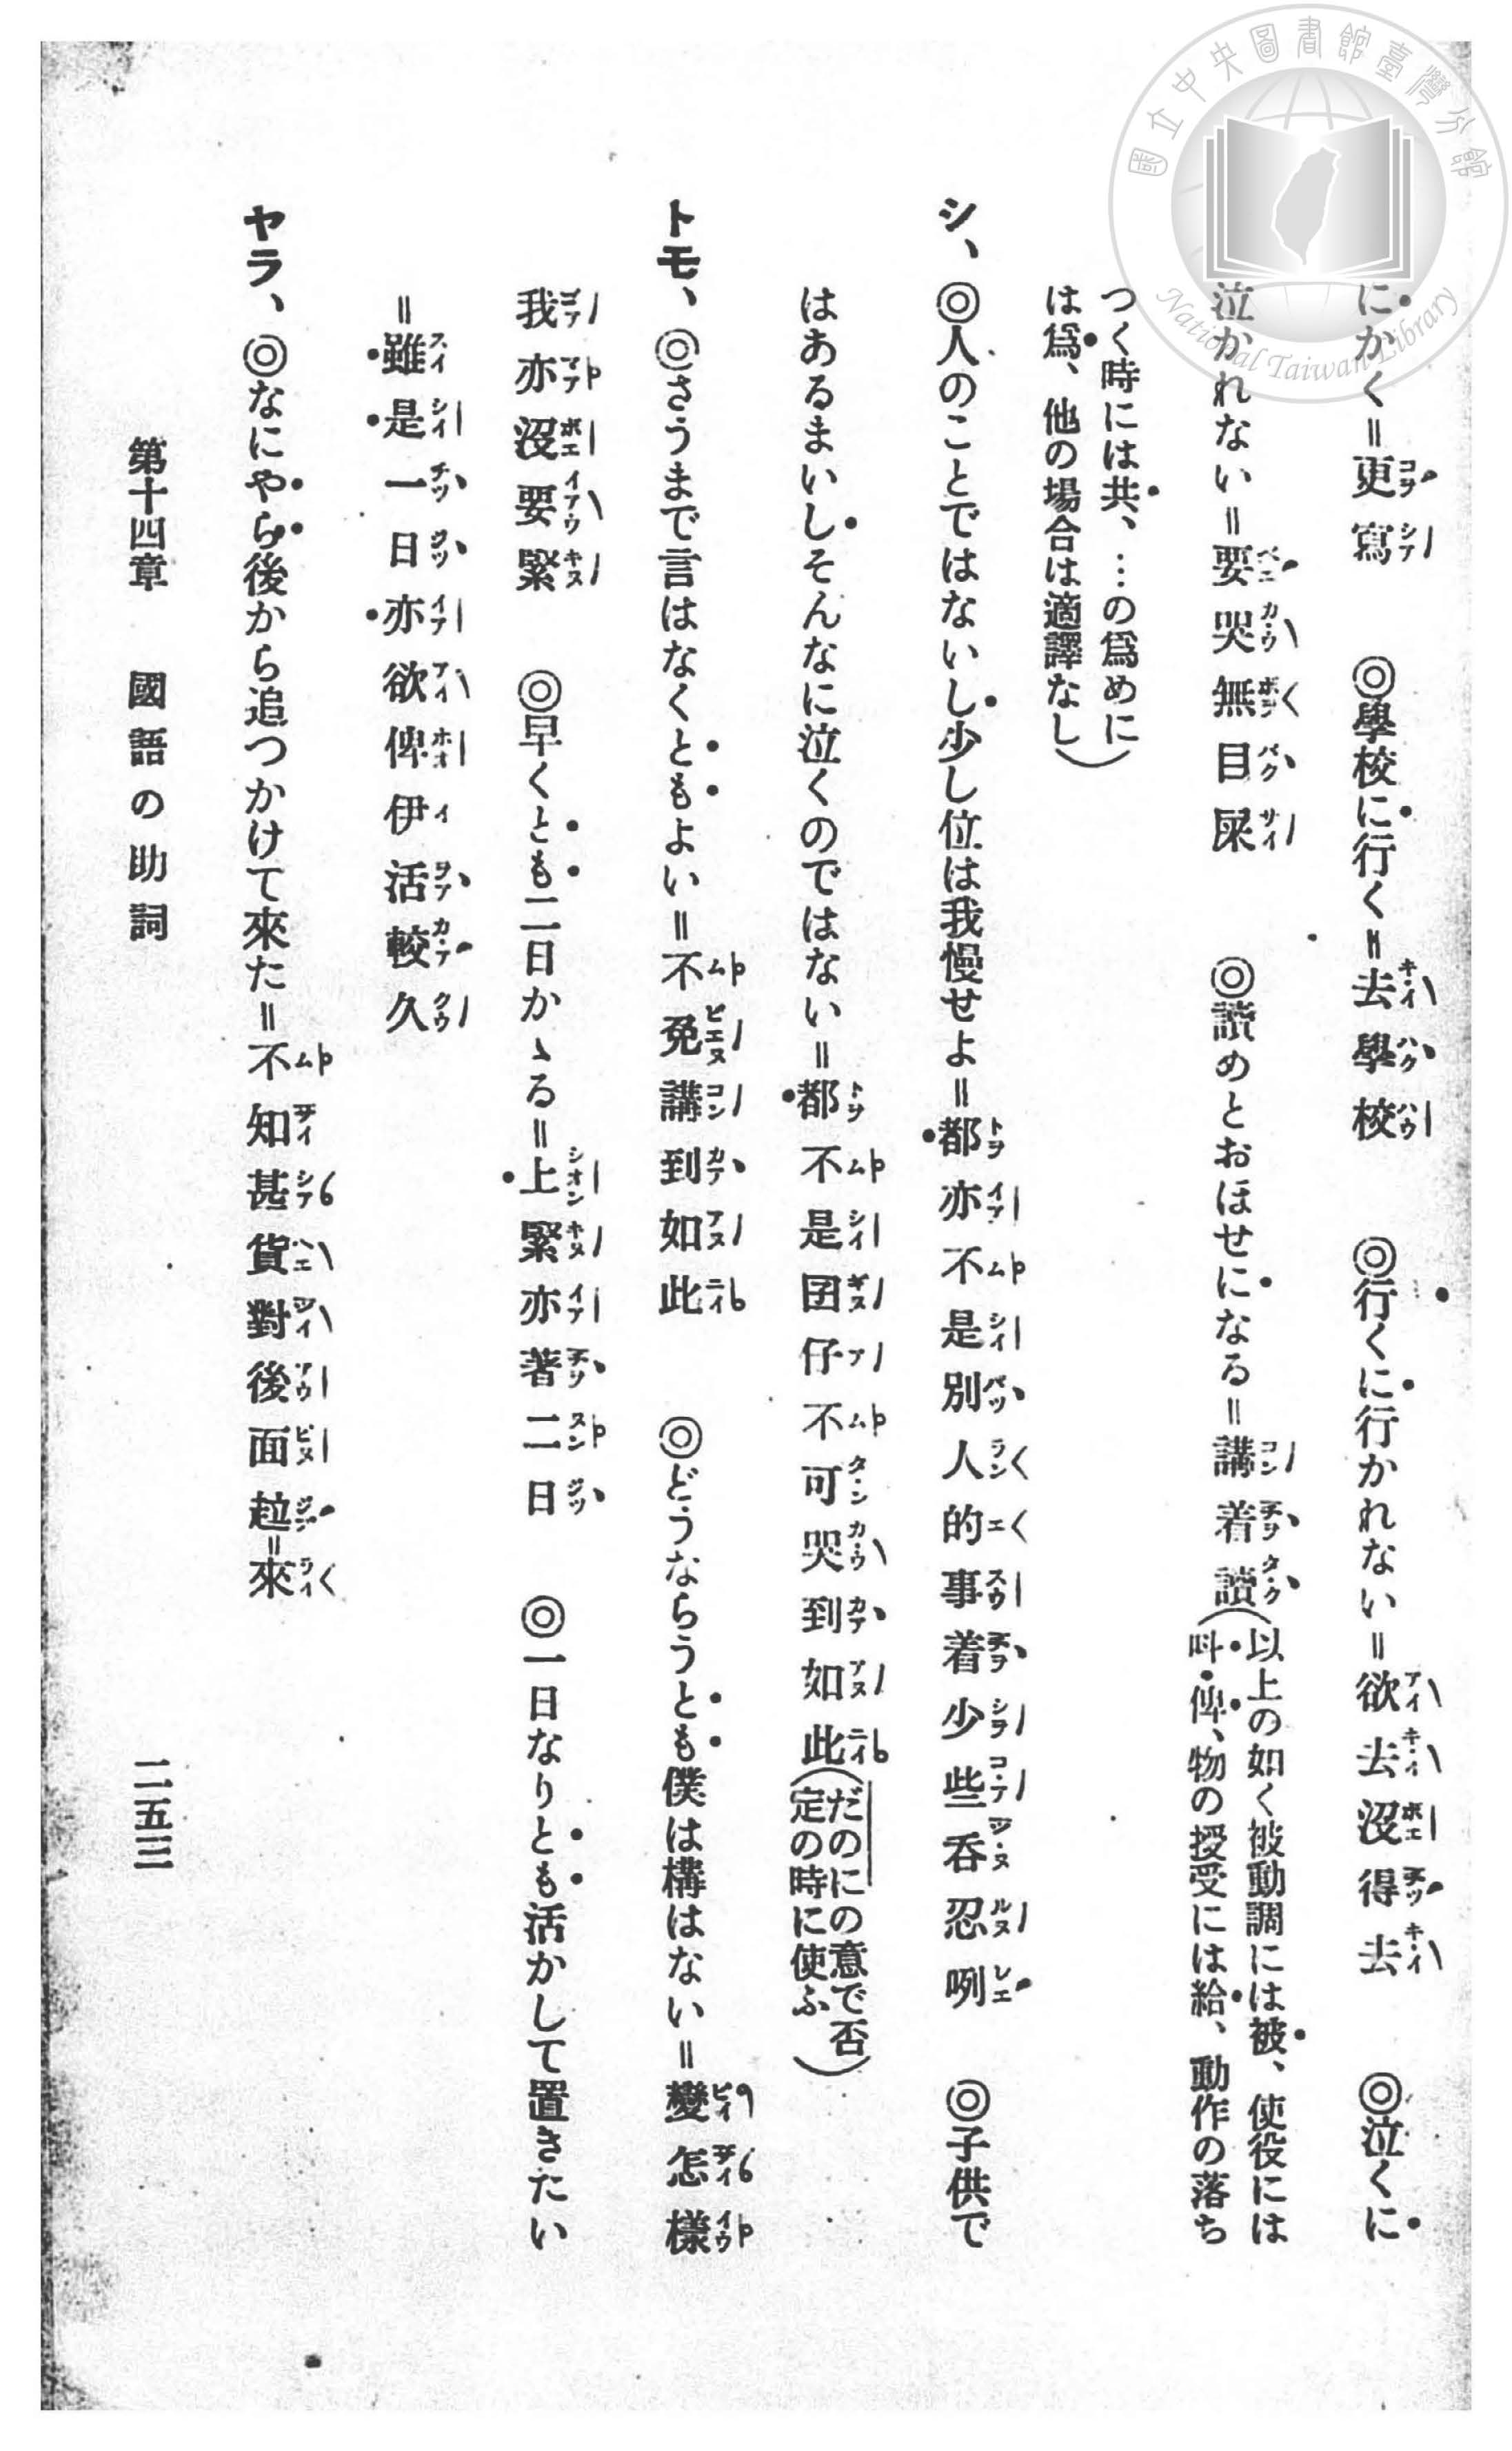 にかく＝更寫　◎學校に行く＝去學校　◎行くに行かれない＝欲去沒得去　◎泣くに
泣かれない＝要哭無目屎　◎讀めとおほせになる＝講着讀（以上の如く被動調には被、使役には
叫・俾、物の授受には給、動作の落ち
つく時には共、…の爲めに
は爲、他の場合は適譯なし）
シ、◎人のことではないし少し位は我慢せよ＝都亦不是別人的事着少些吞忍咧　◎子供で
はあるまいしそんなに泣くのではない＝都不是囝仔不可哭到如此（だのにの意で否
定の時に使ふ）
トモ、◎さうまで言はなくともよい＝不免講到如此　◎どうならうとも僕は構はない＝變怎樣
我亦沒要緊　◎早くとも二日かゝる＝上緊亦著二日　◎一日なりとも活かして置きたい
＝雖是一日亦欲俾伊活較久
ヤラ、◎なにやら後から追つかけて來た＝不知甚貨對後面趈＝來
第十四章　國語の助詞
二五三
國立中央圖書館臺灣分館
National Taiwan Library